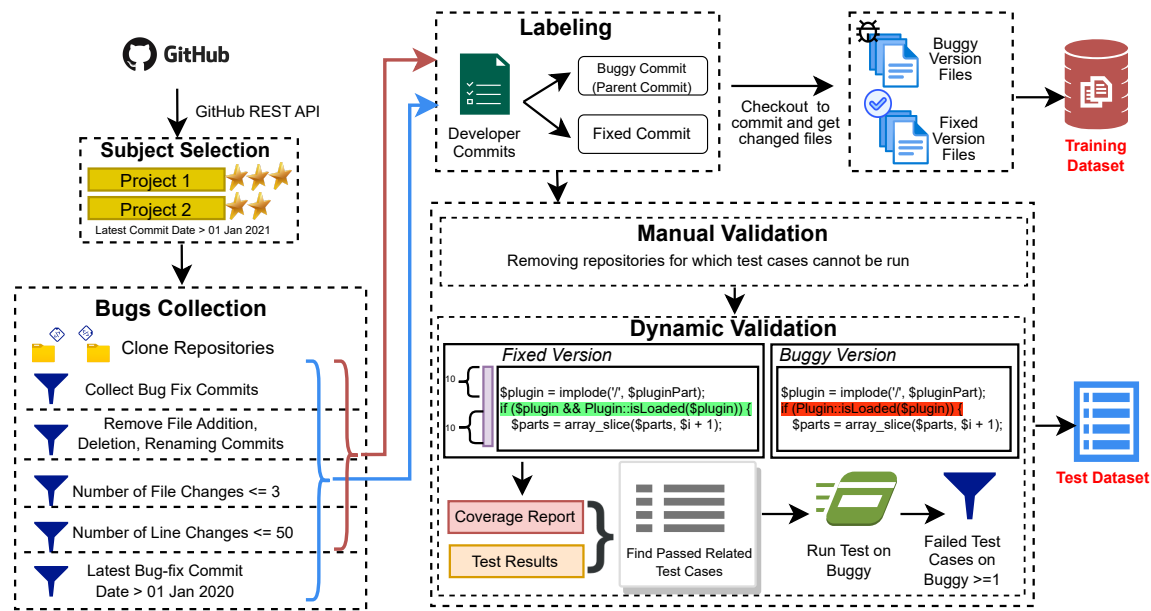 GitHub
GitHub REST API
Subject Selection
Project 1
Project 2
Latest Commit Date > 01 Jan 2021
Bugs Collection
Clone Repositories
Collect Bug Fix Commits
Remove File Addition,
Deletion, Renaming Commits
Number of File Changes <= 3
Number of Line Changes <= 50
Latest Bug-fix Commit
Date > 01 Jan 2020
Labeling
Developer
Commits
Buggy Commit
(Parent Commit)
Fixed Commit
Checkout to
commit and get
changed files
Buggy
Version
Files
Fixed
Version
Files
Training
Dataset
Manual Validation
Removing repositories for which test cases cannot be run
Dynamic Validation
Fixed Version
10
10
$plugin = implode('/', $pluginPart);
if ($plugin && Plugin::isLoaded($plugin)) {
$parts = array_slice($parts, $i + 1);
Buggy Version
$plugin = implode('/', $pluginPart);
if (Plugin::isLoaded($plugin)) {
$parts = array_slice($parts, $i + 1);
Coverage Report
Test Results
Find Passed Related
Test Cases
Run Test on
Buggy
Failed Test
Cases on
Buggy >=1
Test Dataset